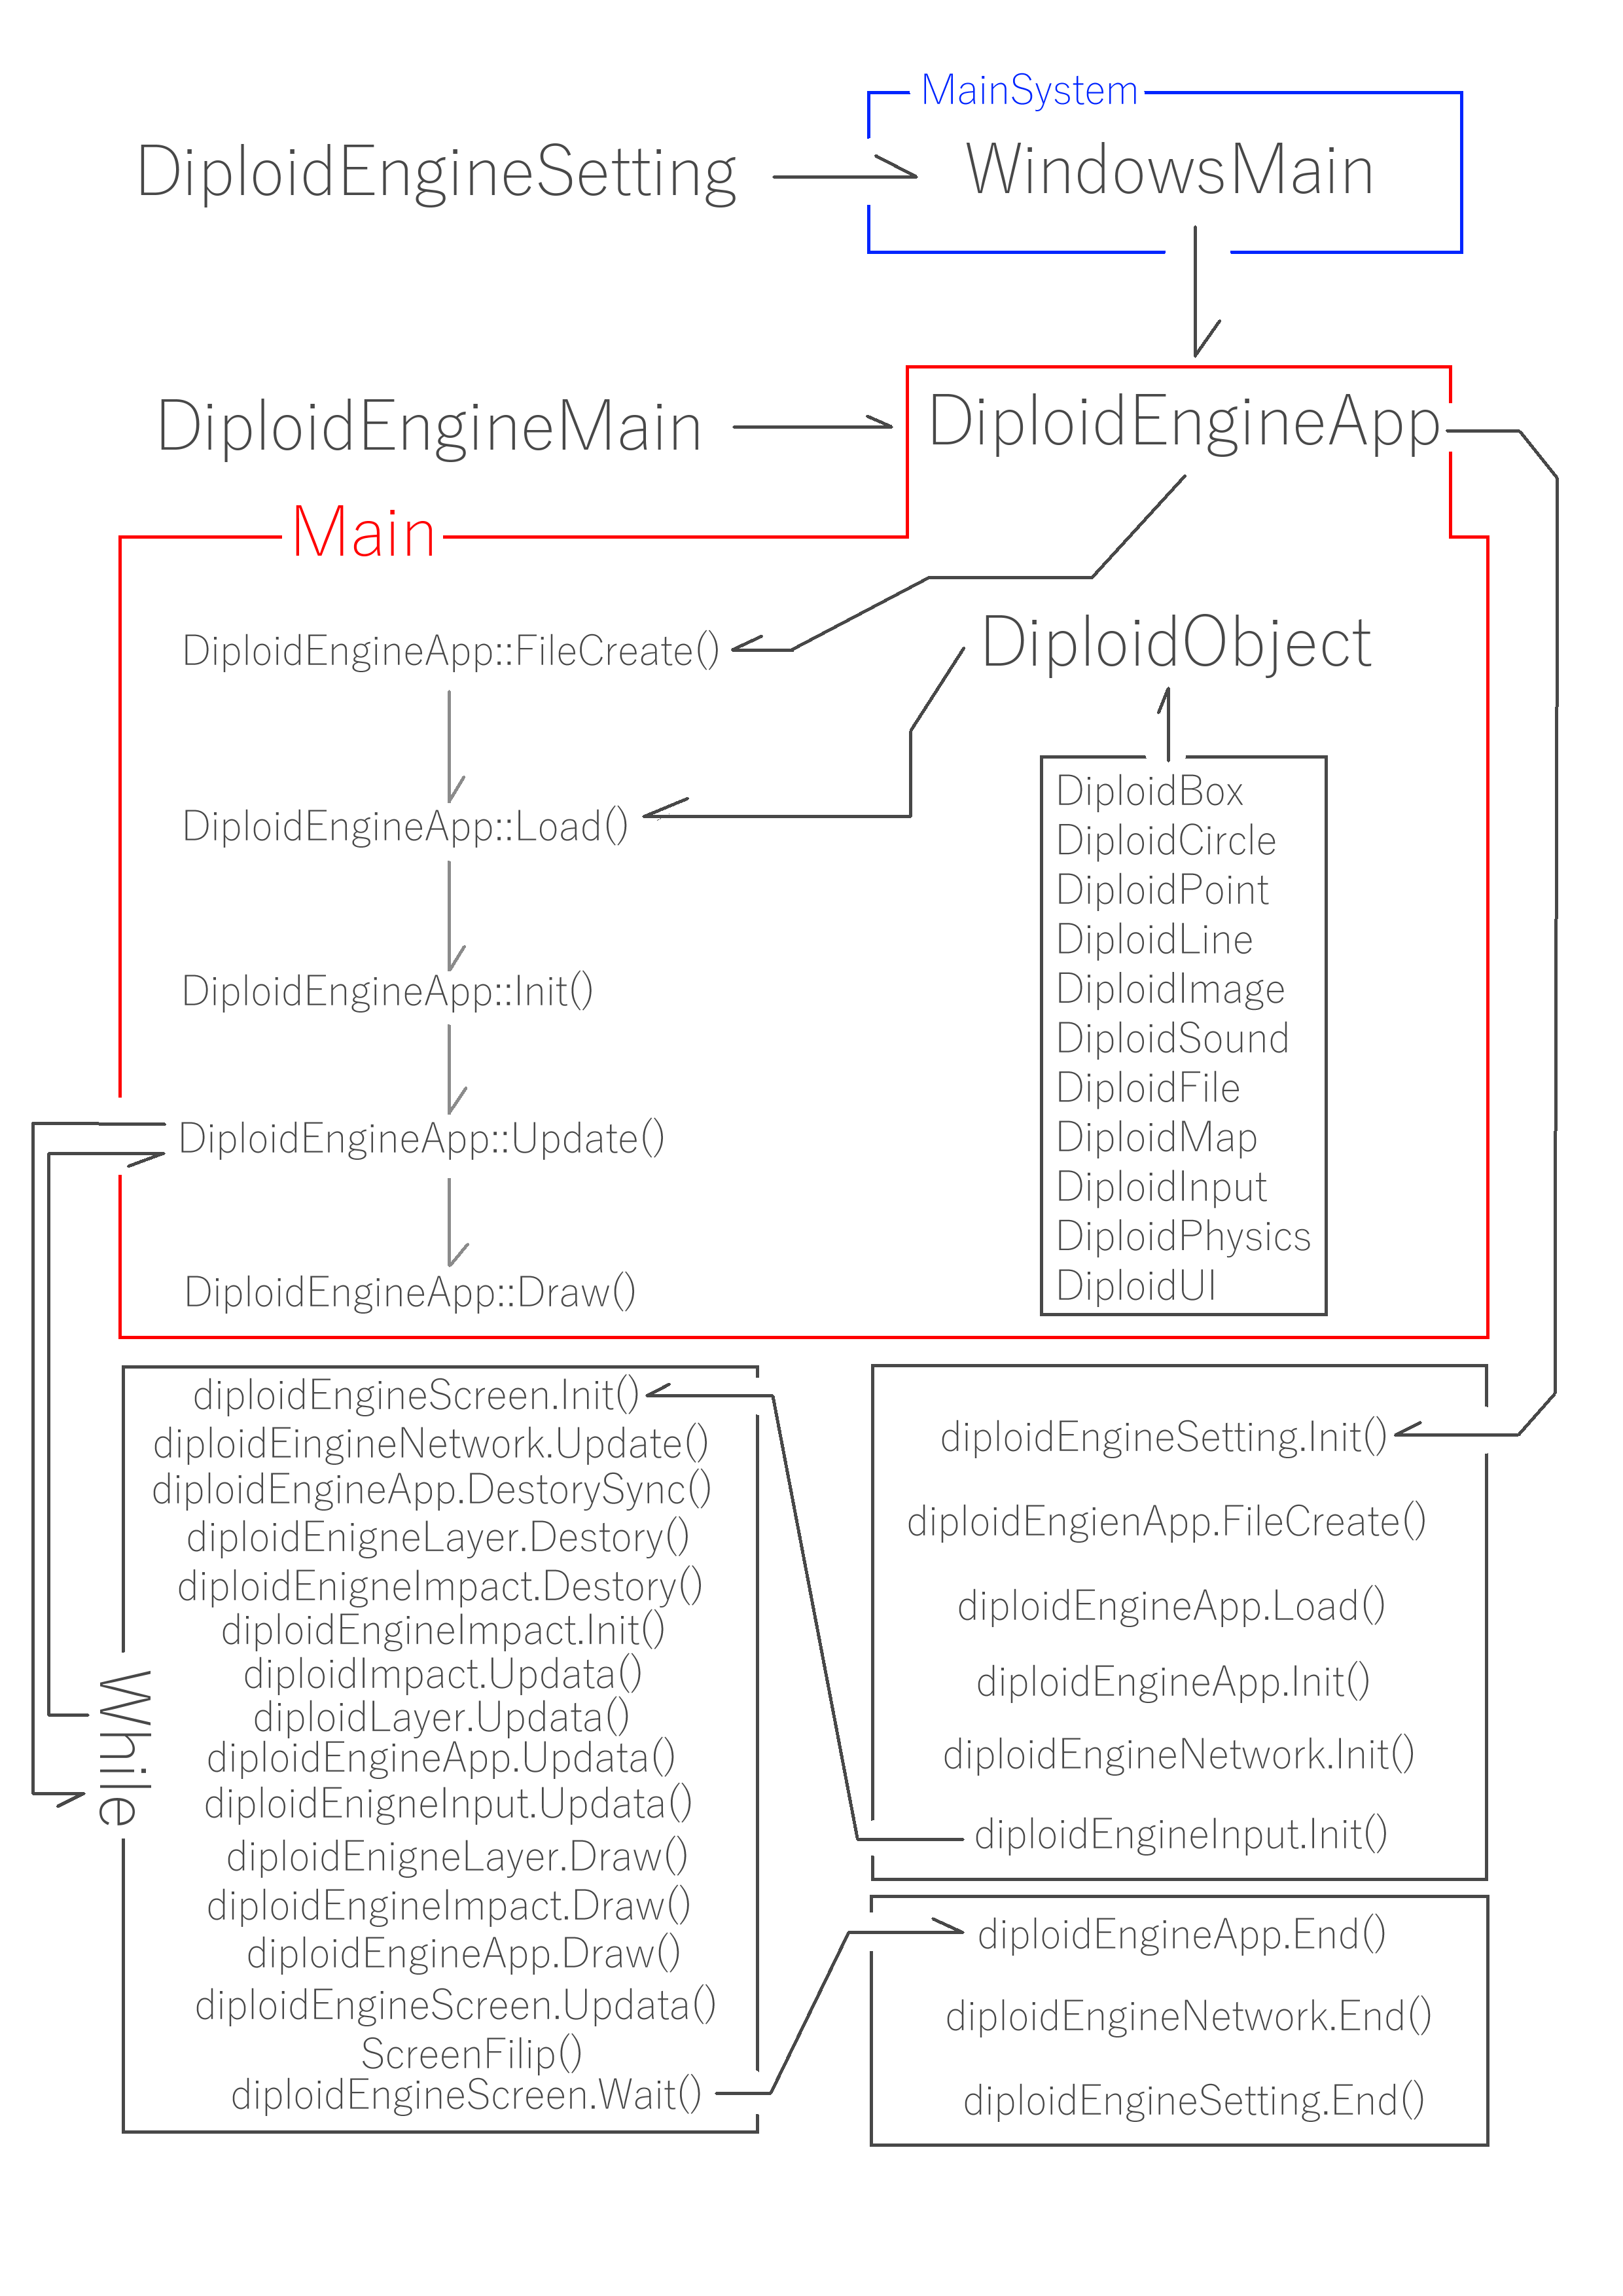 MainSystem
DiploidEngineSetting
WindowsMain
DiploidEngineMain
DiploidEngineApp
Main
DiploidEngineApp::FileCreate()
DiploidObject
DiploidEngineApp::Load()
DiploidEngineApp::Init()
DiploidEngineApp::Update()
DiploidEngineApp::Draw()
DiploidBox
DiploidCircle
DiploidPoint
DiploidLine
DiploidImage
DiploidSound
DiploidFile
DiploidMap
DiploidInput
DiploidPhysics
DiploidUI
While
diploidEngineScreen.Init()
diploidEingineNetwork.Update()
diploidEngineApp.DestorySync()
diploidEnigneLayer.Destory()
diploidEnigneImpact.Destory()
diploidEngineImpact.Init()
diploidImpact.Updata()
diploidLayer.Updata()
diploidEngineApp.Updata()
diploidEnigneInput.Updata()
diploidEnigneLayer.Draw()
diploidEngineImpact.Draw()
diploidEngineApp.Draw()
diploidEngineScreen.Updata()
ScreenFilip()
diploidEngineScreen.Wait()
diploidEngineSetting.Init()
diploidEngienApp.FileCreate()
diploidEngineApp.Load()
diploidEngineApp.Init()
diploidEngineNetwork.Init()
diploidEngineInput.Init()
diploidEngineApp.End()
diploidEngineNetwork.End()
diploidEngineSetting.End()